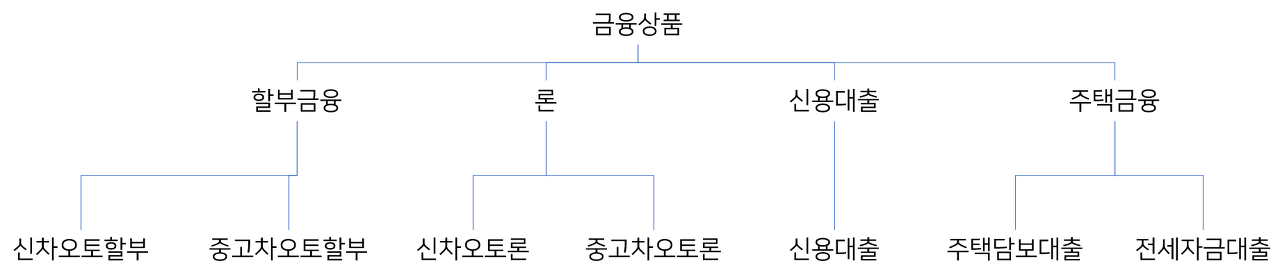 금융상품
할부금융 론 신용대출 주택금융
신차오토할부 중고차오토할부 신차오토론 중고차오토론 신용대출 주택담보대출 전세자금대출